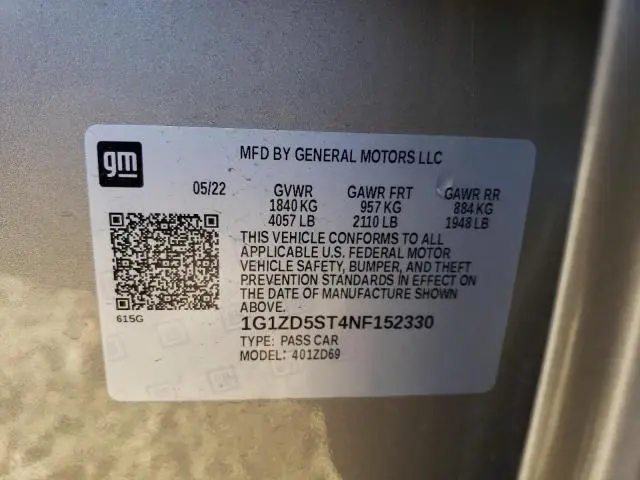 gm
MFD BY GENERAL MOTORS LLC
05/22 GVWR GAWR FRT GAWR RR
1840 KG 957 KG 884 KG
4057 LB 2110 LB 1948 LB
THIS VEHICLE CONFORMS TO ALL
APPLICABLE U.S. FEDERAL MOTOR
VEHICLE SAFETY, BUMPER, AND THEFT
PREVENTION STANDARDS IN EFFECT ON
THE DATE OF MANUFACTURE SHOWN
ABOVE.
615G
1G1ZD5ST4NF152330
TYPE: PASS CAR
MODEL: 401ZD69